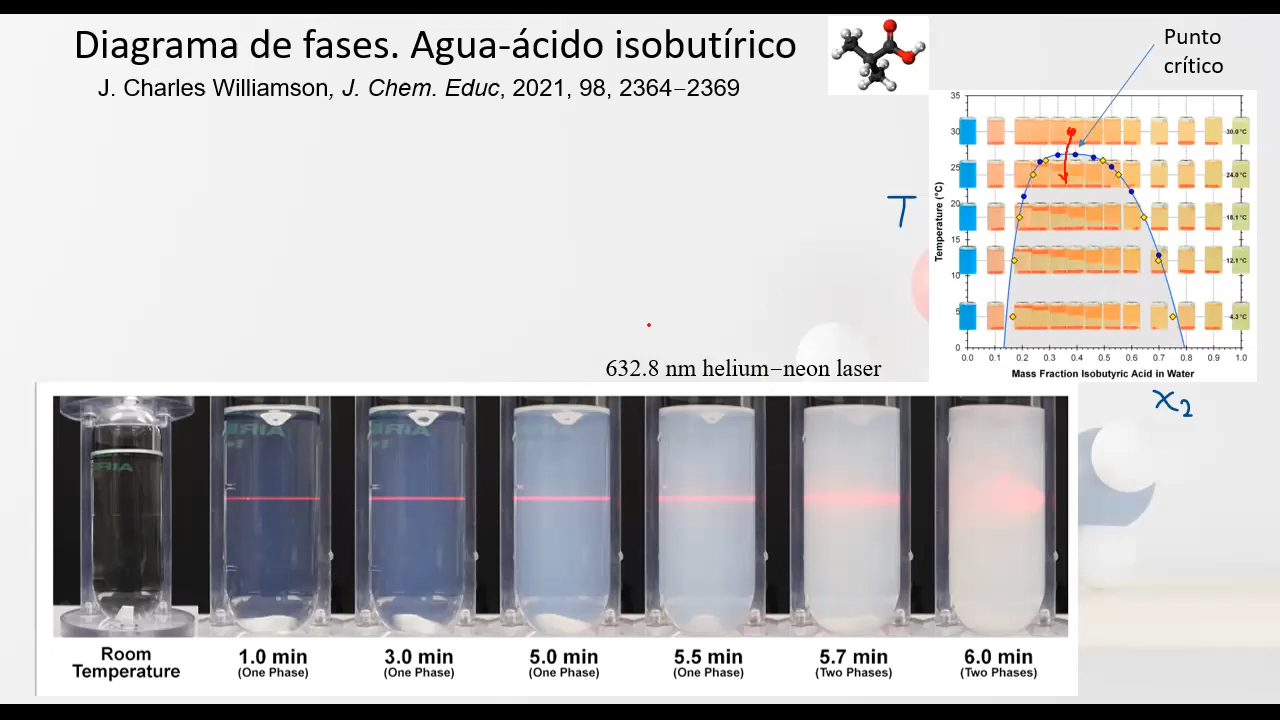 Diagrama de fases. Agua-ácido isobutírico
J. Charles Williamson, J. Chem. Educ, 2021, 98, 2364−2369
Punto
crítico
35
30
25
20
15
10
5
0
Temperature (°C)
30.0 °C
24.0 °C
18.1 °C
12.1 °C
4.3 °C
0.0 0.1 0.2 0.3 0.4 0.5 0.6 0.7 0.8 0.9 1.0
Mass Fraction Isobutyric Acid in Water
T
x2
632.8 nm helium−neon laser
Room
Temperature
1.0 min
(One Phase)
3.0 min
(One Phase)
5.0 min
(One Phase)
5.5 min
(One Phase)
5.7 min
(Two Phases)
6.0 min
(Two Phases)